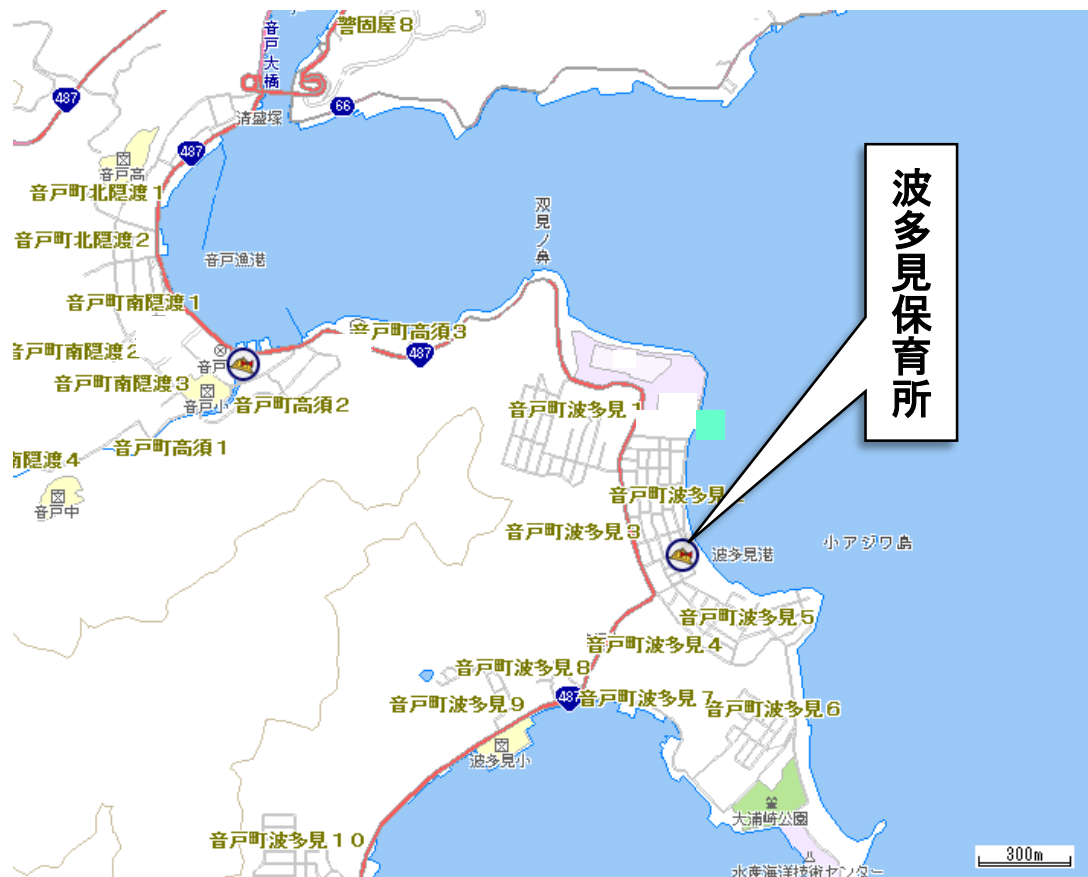 警固屋8
音戸大橋
487
66
清盛塚
487
音戸高
音戸町北隠渡1
音戸町北隠渡2
音戸漁港
双見ノ鼻
波多見保育所
音戸町南隠渡1
音戸町高須3
487
音戸町南隠渡2
音戸
音戸町南隠渡3
音戸小
音戸町高須2
音戸町波多見1
音戸町高須1
南隠渡4
音戸中
音戸町波多見
音戸町波多見3
波多見港
小アジワ島
音戸町波多見5
音戸町波多見4
音戸町波多見8
音戸町波多見9
487
音戸町波多見7
音戸町波多見6
波多見小
大浦崎公園
音戸町波多見10
水産海洋技術センター
300m